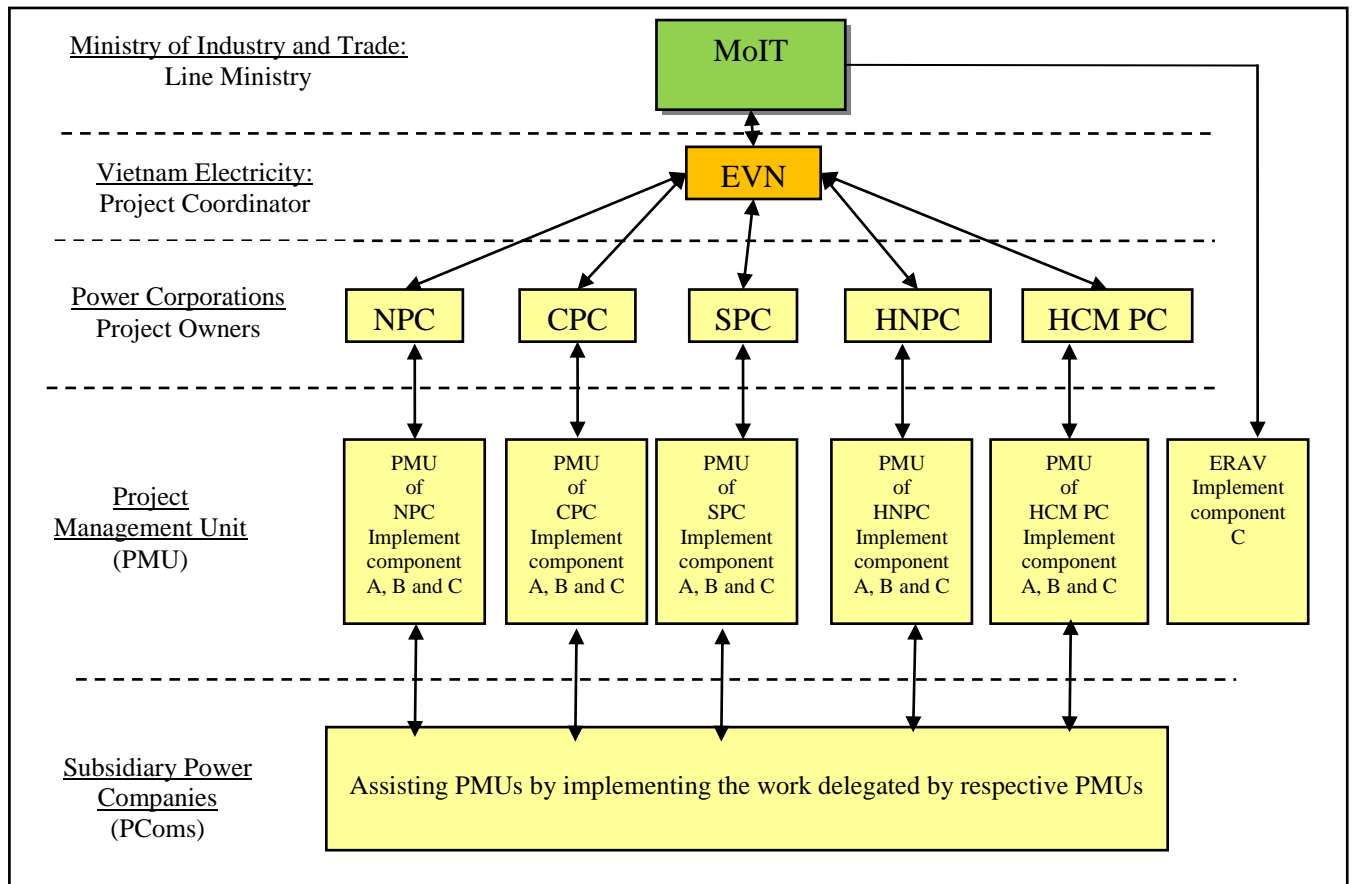 Ministry of Industry and Trade:
Line Ministry
MoIT
Vietnam Electricity:
Project Coordinator
EVN
Power Corporations
Project Owners
NPC
CPC
SPC
HNPC
HCM PC
Project
Management Unit
(PMU)
PMU
of
NPC
Implement
component
A, B and C
PMU
of
CPC
Implement
component
A, B and C
PMU
of
SPC
Implement
component
A, B and C
PMU
of
HNPC
Implement
component
A, B and C
PMU
of
HCM PC
Implement
component
A, B and C
ERAV
Implement
component
C
Subsidiary Power
Companies
(PComs)
Assisting PMUs by implementing the work delegated by respective PMUs